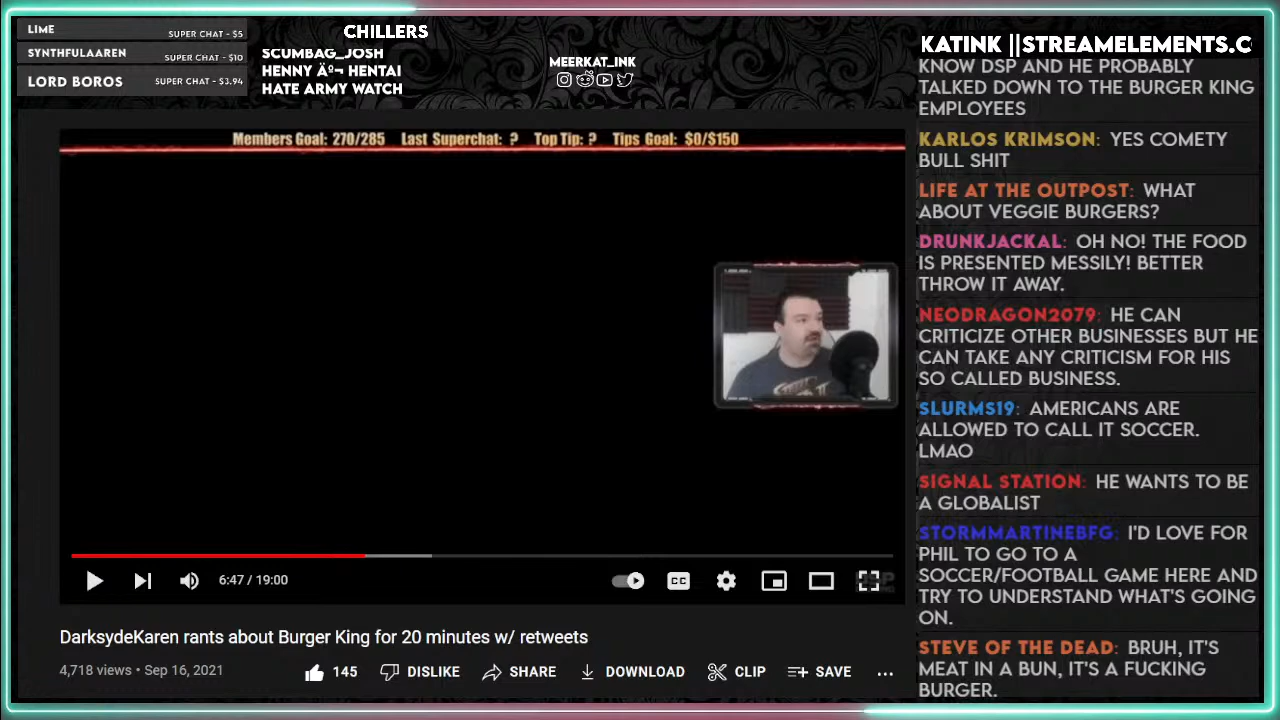 LIME SUPER CHAT - $5
SYNTHFULAAREN SUPER CHAT - $10
LORD BOROS SUPER CHAT - $3.94
CHILLERS
SCUMBAG_JOSH
HENNY Äº¬ HENTAI
HATE ARMY WATCH
MEERKAT_INK
Members Goal: 270/285 Last Superchat: ? Top Tip: ? Tips Goal: $0/$150
6:47 / 19:00
CC
DarksydeKaren rants about Burger King for 20 minutes w/ retweets
4,718 views • Sep 16, 2021
145 DISLIKE SHARE DOWNLOAD CLIP SAVE ...
KATINK ||STREAMELEMENTS.C
KNOW DSP AND HE PROBABLY
TALKED DOWN TO THE BURGER KING
EMPLOYEES
KARLOS KRIMSON: YES COMETY
BULL SHIT
LIFE AT THE OUTPOST: WHAT
ABOUT VEGGIE BURGERS?
DRUNKJACKAL: OH NO! THE FOOD
IS PRESENTED MESSILY! BETTER
THROW IT AWAY.
NEODRAGON2079: HE CAN
CRITICIZE OTHER BUSINESSES BUT HE
CAN TAKE ANY CRITICISM FOR HIS
SO CALLED BUSINESS.
SLURMS19: AMERICANS ARE
ALLOWED TO CALL IT SOCCER.
LMAO
SIGNAL STATION: HE WANTS TO BE
A GLOBALIST
STORMMARTINEBFG: I'D LOVE FOR
PHIL TO GO TO A
SOCCER/FOOTBALL GAME HERE AND
TRY TO UNDERSTAND WHAT'S GOING
ON.
STEVE OF THE DEAD: BRUH, IT'S
MEAT IN A BUN, IT'S A FUCKING
BURGER.